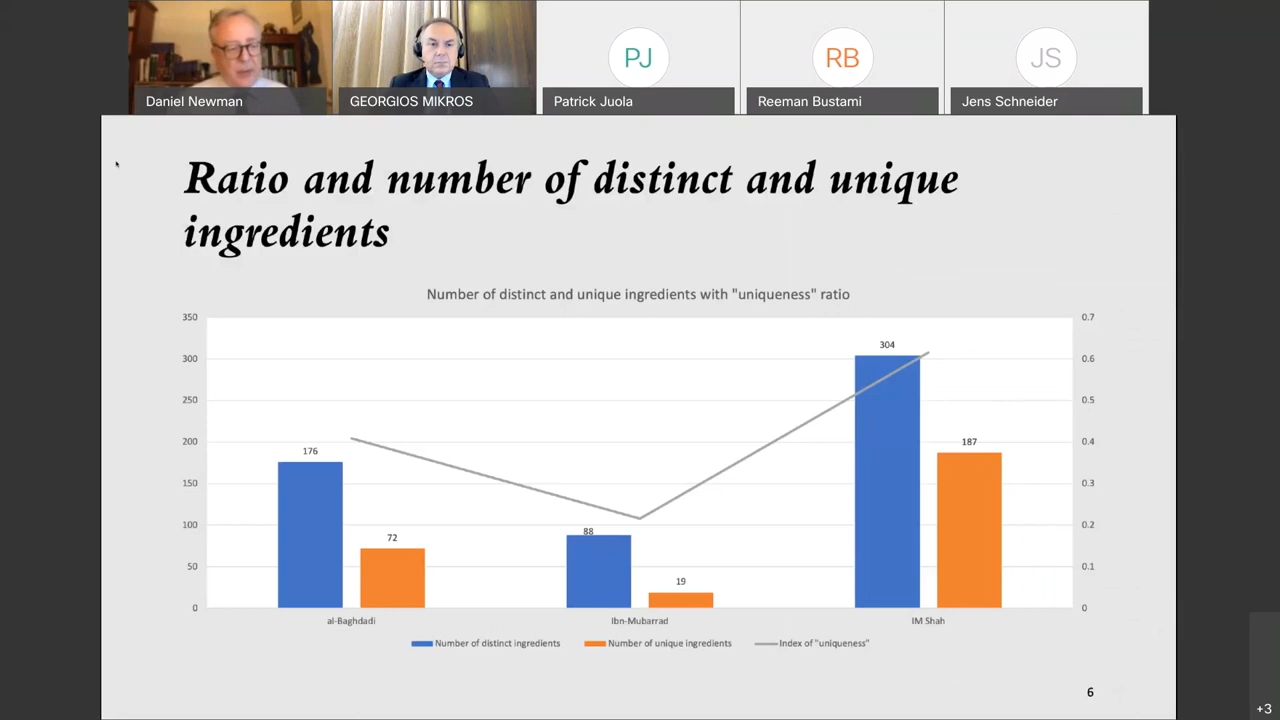 PJ
RB
JS
Daniel Newman
GEORGIOS MIKROS
Patrick Juola
Reeman Bustami
Jens Schneider
Ratio and number of distinct and unique
ingredients
Number of distinct and unique ingredients with "uniqueness" ratio
350
300
250
200
150
100
50
0
0.7
0.6
0.5
0.4
0.3
0.2
0.1
0
176
72
88
19
304
187
al-Baghdadi
Ibn-Mubarrad
IM Shah
Number of distinct ingredients
Number of unique ingredients
Index of "uniqueness"
6
+3